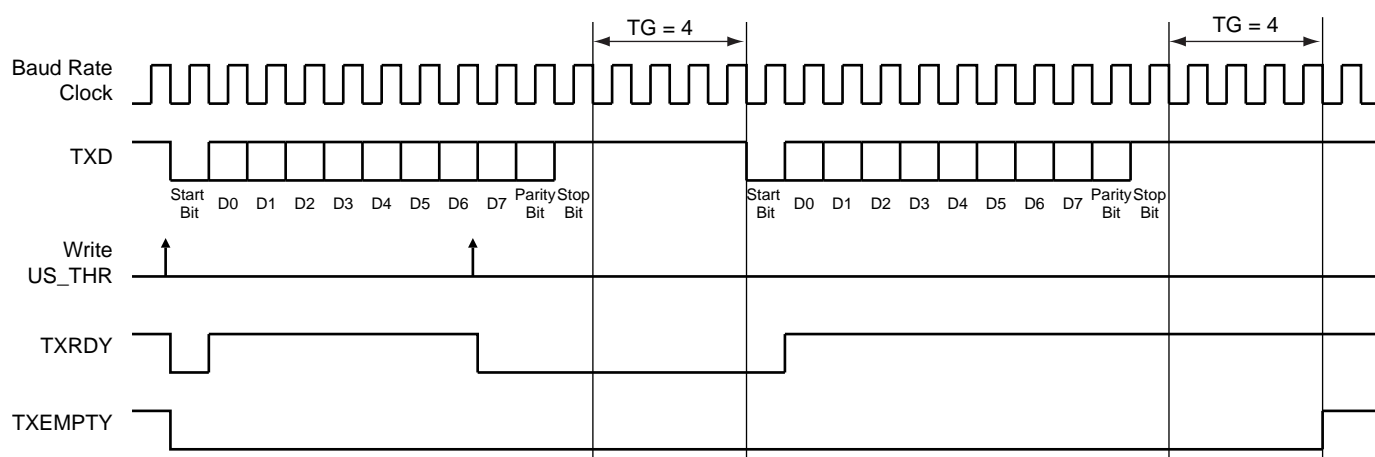 TG = 4
TG = 4
Baud Rate
Clock
TXD
Start
Bit
D0
D1
D2
D3
D4
D5
D6
D7
Parity
Bit
Stop
Bit
Start
Bit
D0
D1
D2
D3
D4
D5
D6
D7
Parity
Bit
Stop
Bit
Write
US_THR
TXRDY
TXEMPTY